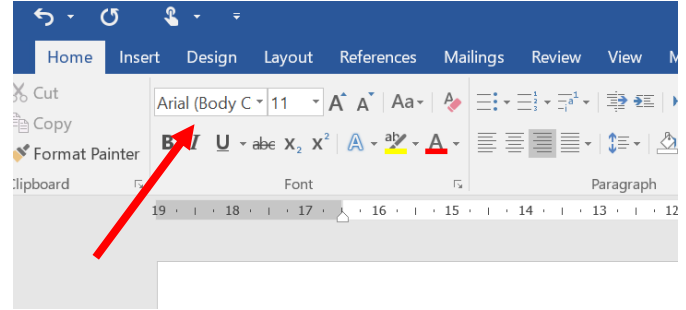 Home Insert Design Layout References Mailings Review View M
Cut
Arial (Body C 11 A A Aa A
Copy
B I U abc X2 X2 A ab A
Format Painter
Clipboard Font Paragraph
19 18 17 16 15 14 13 12